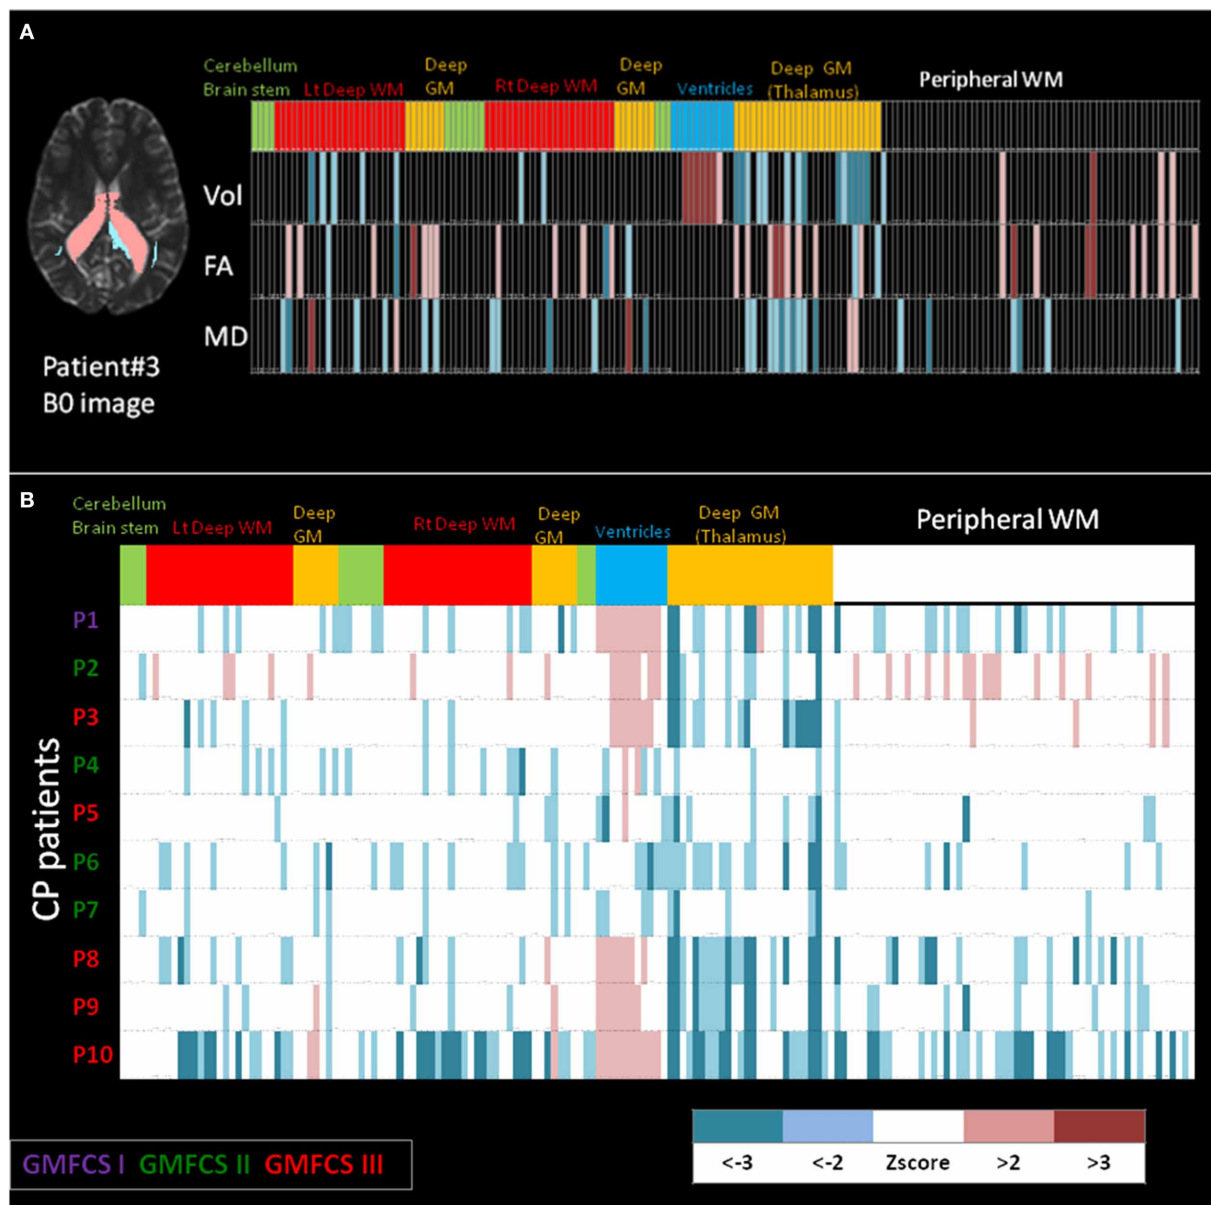 A
Cerebellum
Brain stem
Lt Deep WM
Deep
GM
Rt Deep WM
Deep
GM
Ventricles
Deep GM
(Thalamus)
Peripheral WM
Vol
FA
MD
Patient#3
B0 image
B
Cerebellum
Brain stem
Lt Deep WM
Deep
GM
Rt Deep WM
Deep
GM
Ventricles
Deep GM
(Thalamus)
Peripheral WM
CP patients
P1
P2
P3
P4
P5
P6
P7
P8
P9
P10
GMFCS I GMFCS II GMFCS III
<-3 <-2 Zscore >2 >3